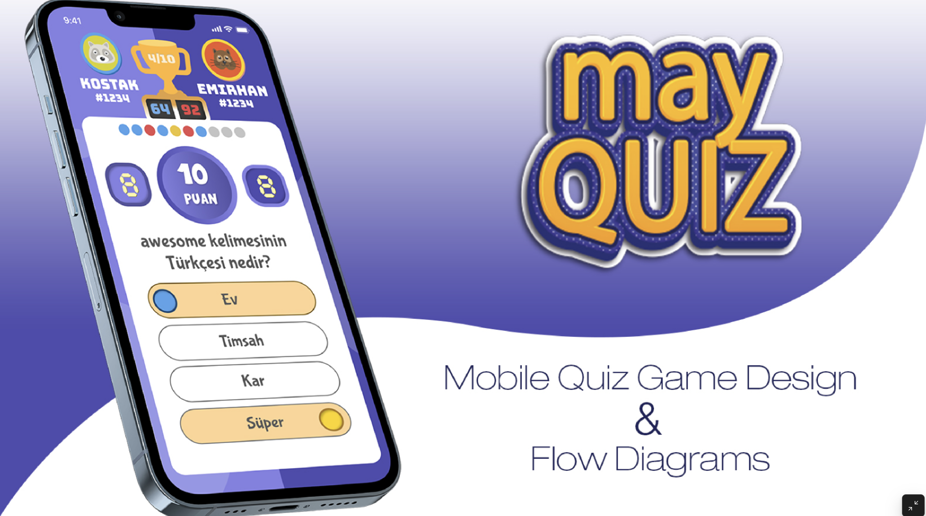 9:41
4/10
KOSTAK
#1234
EMIRHAN
#1234
64 92
8
10
PUAN
8
awesome kelimesinin
Türkçesi nedir?
Ev
Timsah
Kar
Süper
may
QUIZ
Mobile Quiz Game Design
&
Flow Diagrams